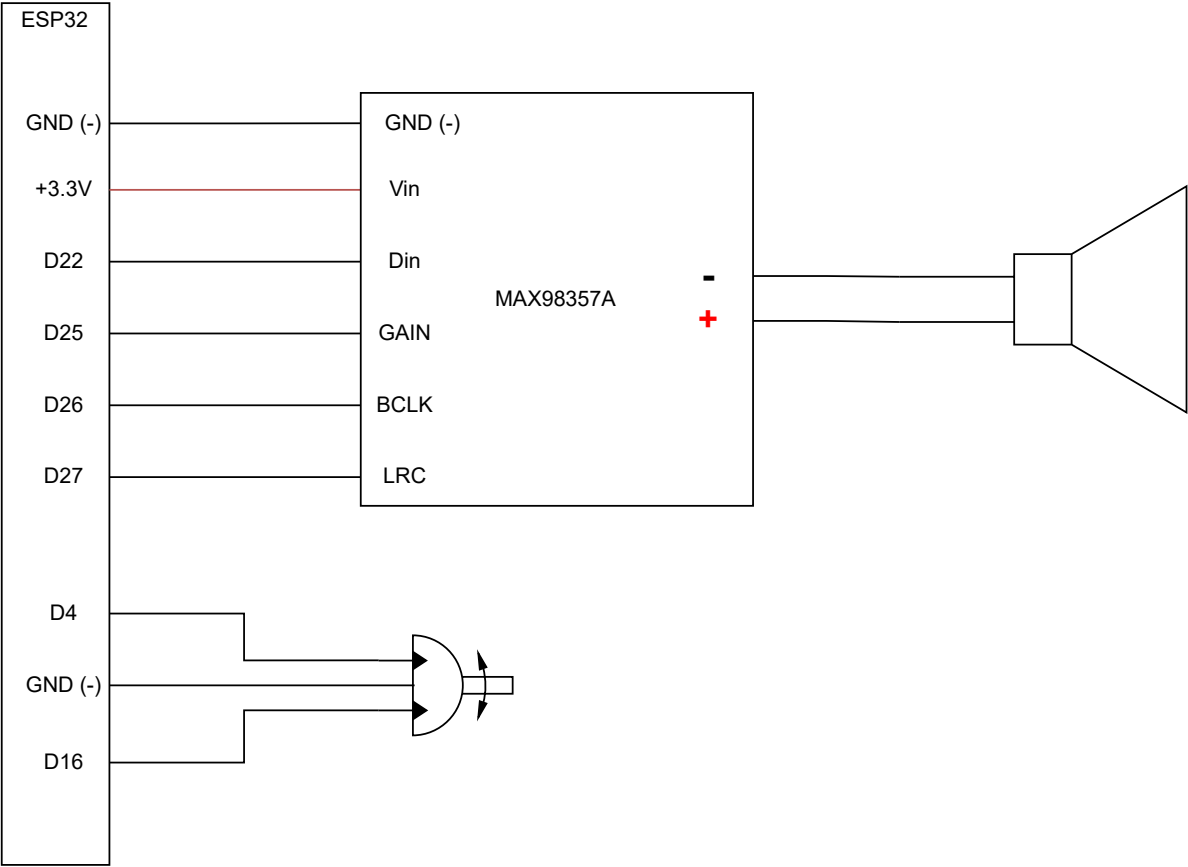 ESP32
GND (-)
GND (-)
+3.3V
Vin
D22
Din
-
MAX98357A
+
D25
GAIN
D26
BCLK
D27
LRC
D4
GND (-)
D16